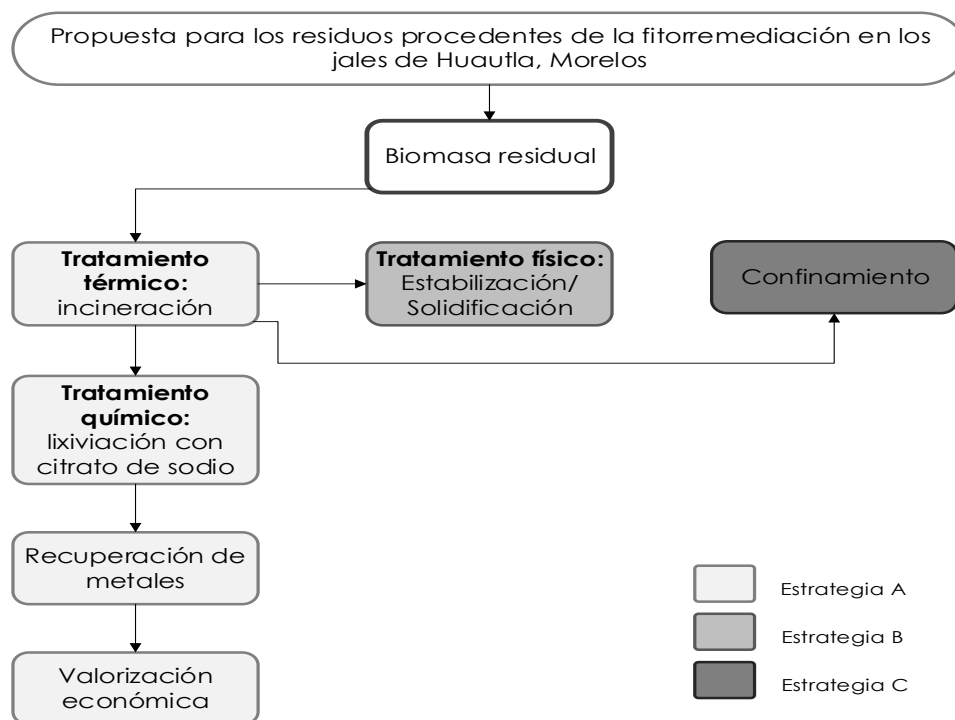 Propuesta para los residuos procedentes de la fitorremediación en los
jales de Huautla, Morelos
Biomasa residual
Tratamiento
térmico:
incineración
Tratamiento físico:
Estabilización/
Solidificación
Confinamiento
Tratamiento
químico:
lixiviación con
citrato de sodio
Recuperación de
metales
Valorización
económica
Estrategia A
Estrategia B
Estrategia C